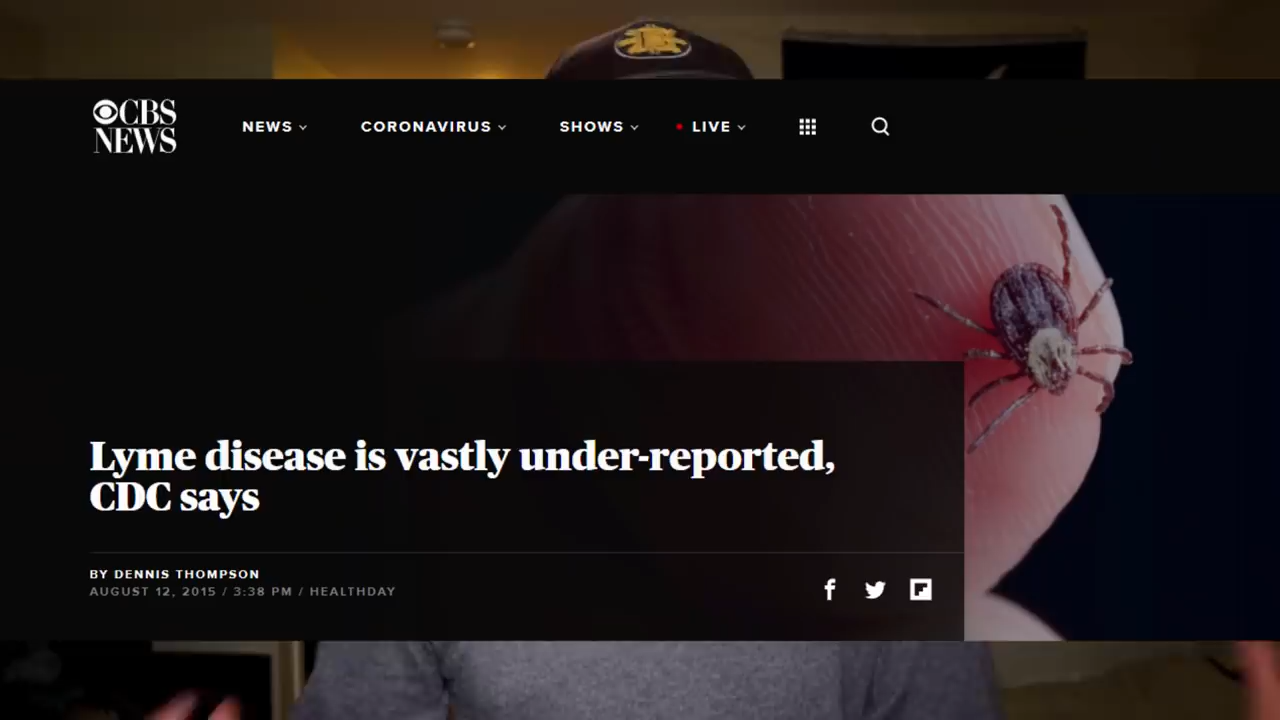 CBS
NEWS
NEWS
CORONAVIRUS
SHOWS
LIVE
Lyme disease is vastly under-reported,
CDC says
BY DENNIS THOMPSON
AUGUST 12, 2015 / 3:38 PM / HEALTHDAY